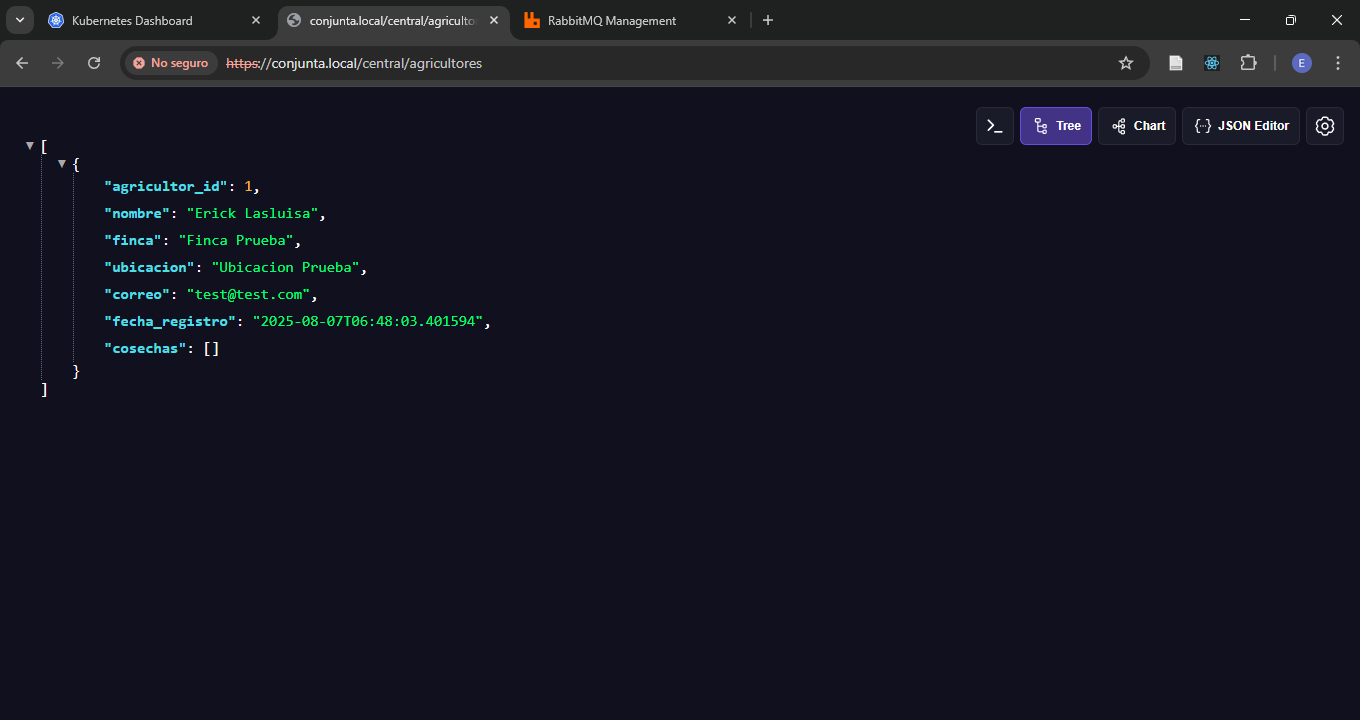 Kubernetes Dashboard
conjunta.local/central/agricultor
RabbitMQ Management
No seguro
https://conjunta.local/central/agricultores
E
>_ Tree Chart {··} JSON Editor
[
{
"agricultor_id": 1,
"nombre": "Erick Lasluisa",
"finca": "Finca Prueba",
"ubicacion": "Ubicacion Prueba",
"correo": "test@test.com",
"fecha_registro": "2025-08-07T06:48:03.401594",
"cosechas": []
}
]